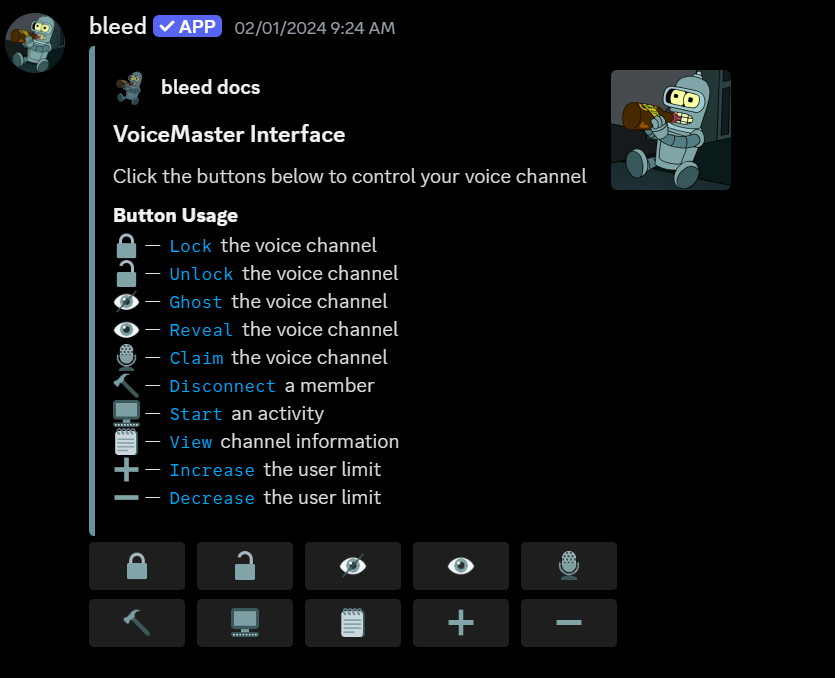 bleed ✓ APP 02/01/2024 9:24 AM
bleed docs
VoiceMaster Interface
Click the buttons below to control your voice channel
Button Usage
— Lock the voice channel
— Unlock the voice channel
— Ghost the voice channel
— Reveal the voice channel
— Claim the voice channel
— Disconnect a member
— Start an activity
— View channel information
— Increase the user limit
— Decrease the user limit